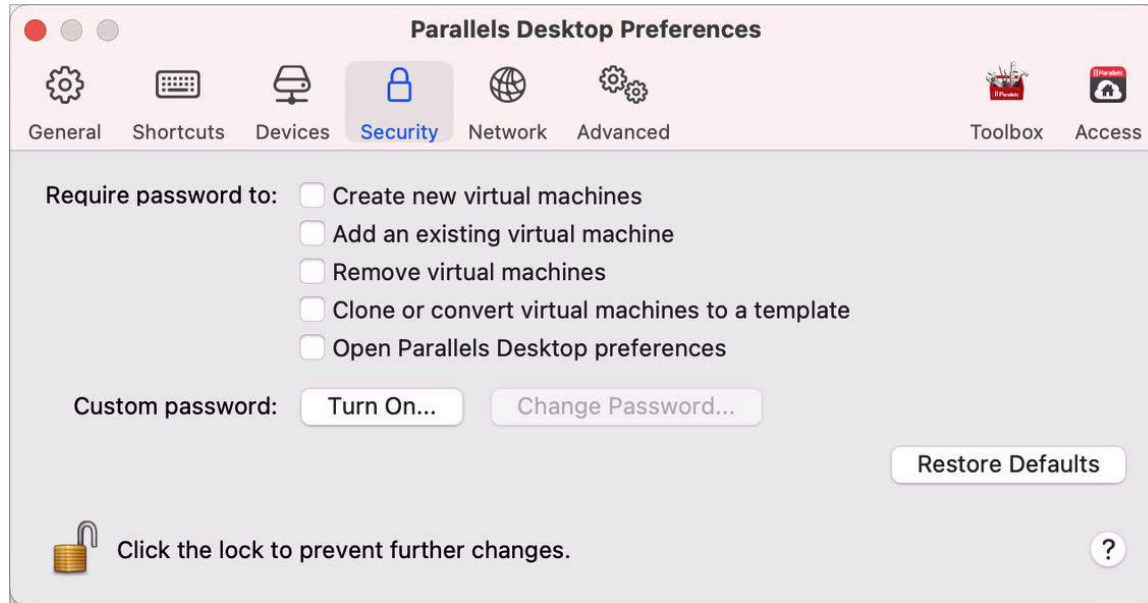 Parallels Desktop Preferences
General Shortcuts Devices Security Network Advanced Toolbox Access
Require password to: Create new virtual machines
Add an existing virtual machine
Remove virtual machines
Clone or convert virtual machines to a template
Open Parallels Desktop preferences
Custom password: Turn On... Change Password...
Restore Defaults
Click the lock to prevent further changes. ?